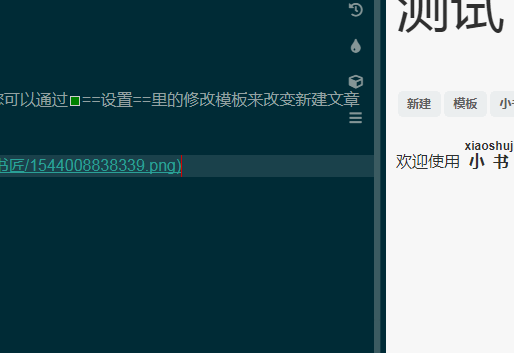 您可以通过==设置==里的修改模板来改变新建文章
书匠/1544008838339.png)
测试
新建 模板 小书
xiaoshuj
欢迎使用 小 书